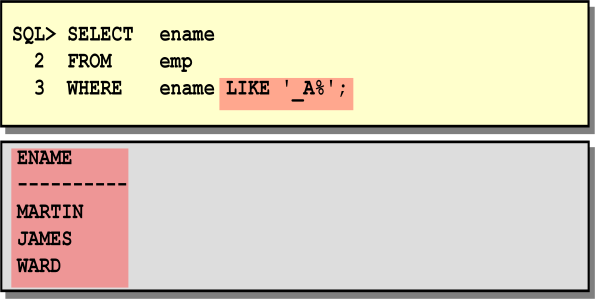 SQL> SELECT ename
2 FROM emp
3 WHERE ename LIKE '_A%';
ENAME
----------
MARTIN
JAMES
WARD